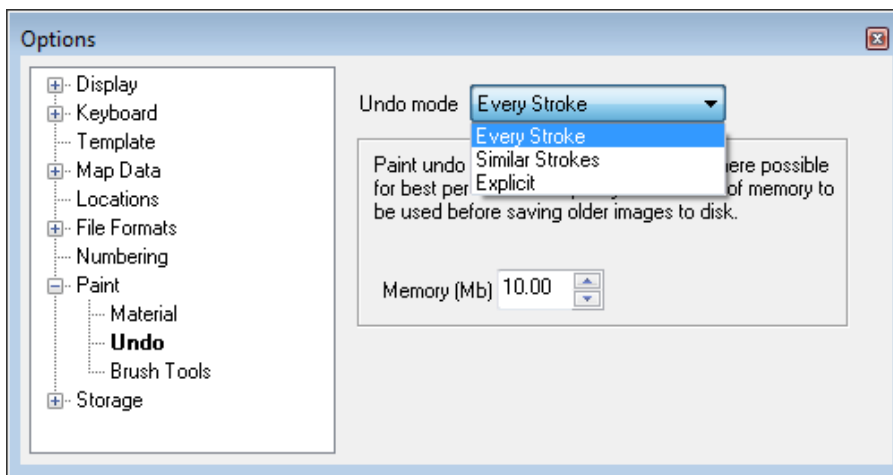 Options
Display
Keyboard
Template
Map Data
Locations
File Formats
Numbering
Paint
Material
Undo
Brush Tools
Storage
Undo mode Every Stroke
Every Stroke
Similar Strokes
Explicit
Paint undo ere possible
for best per of memory to
be used before saving older images to disk.
Memory (Mb) 10.00